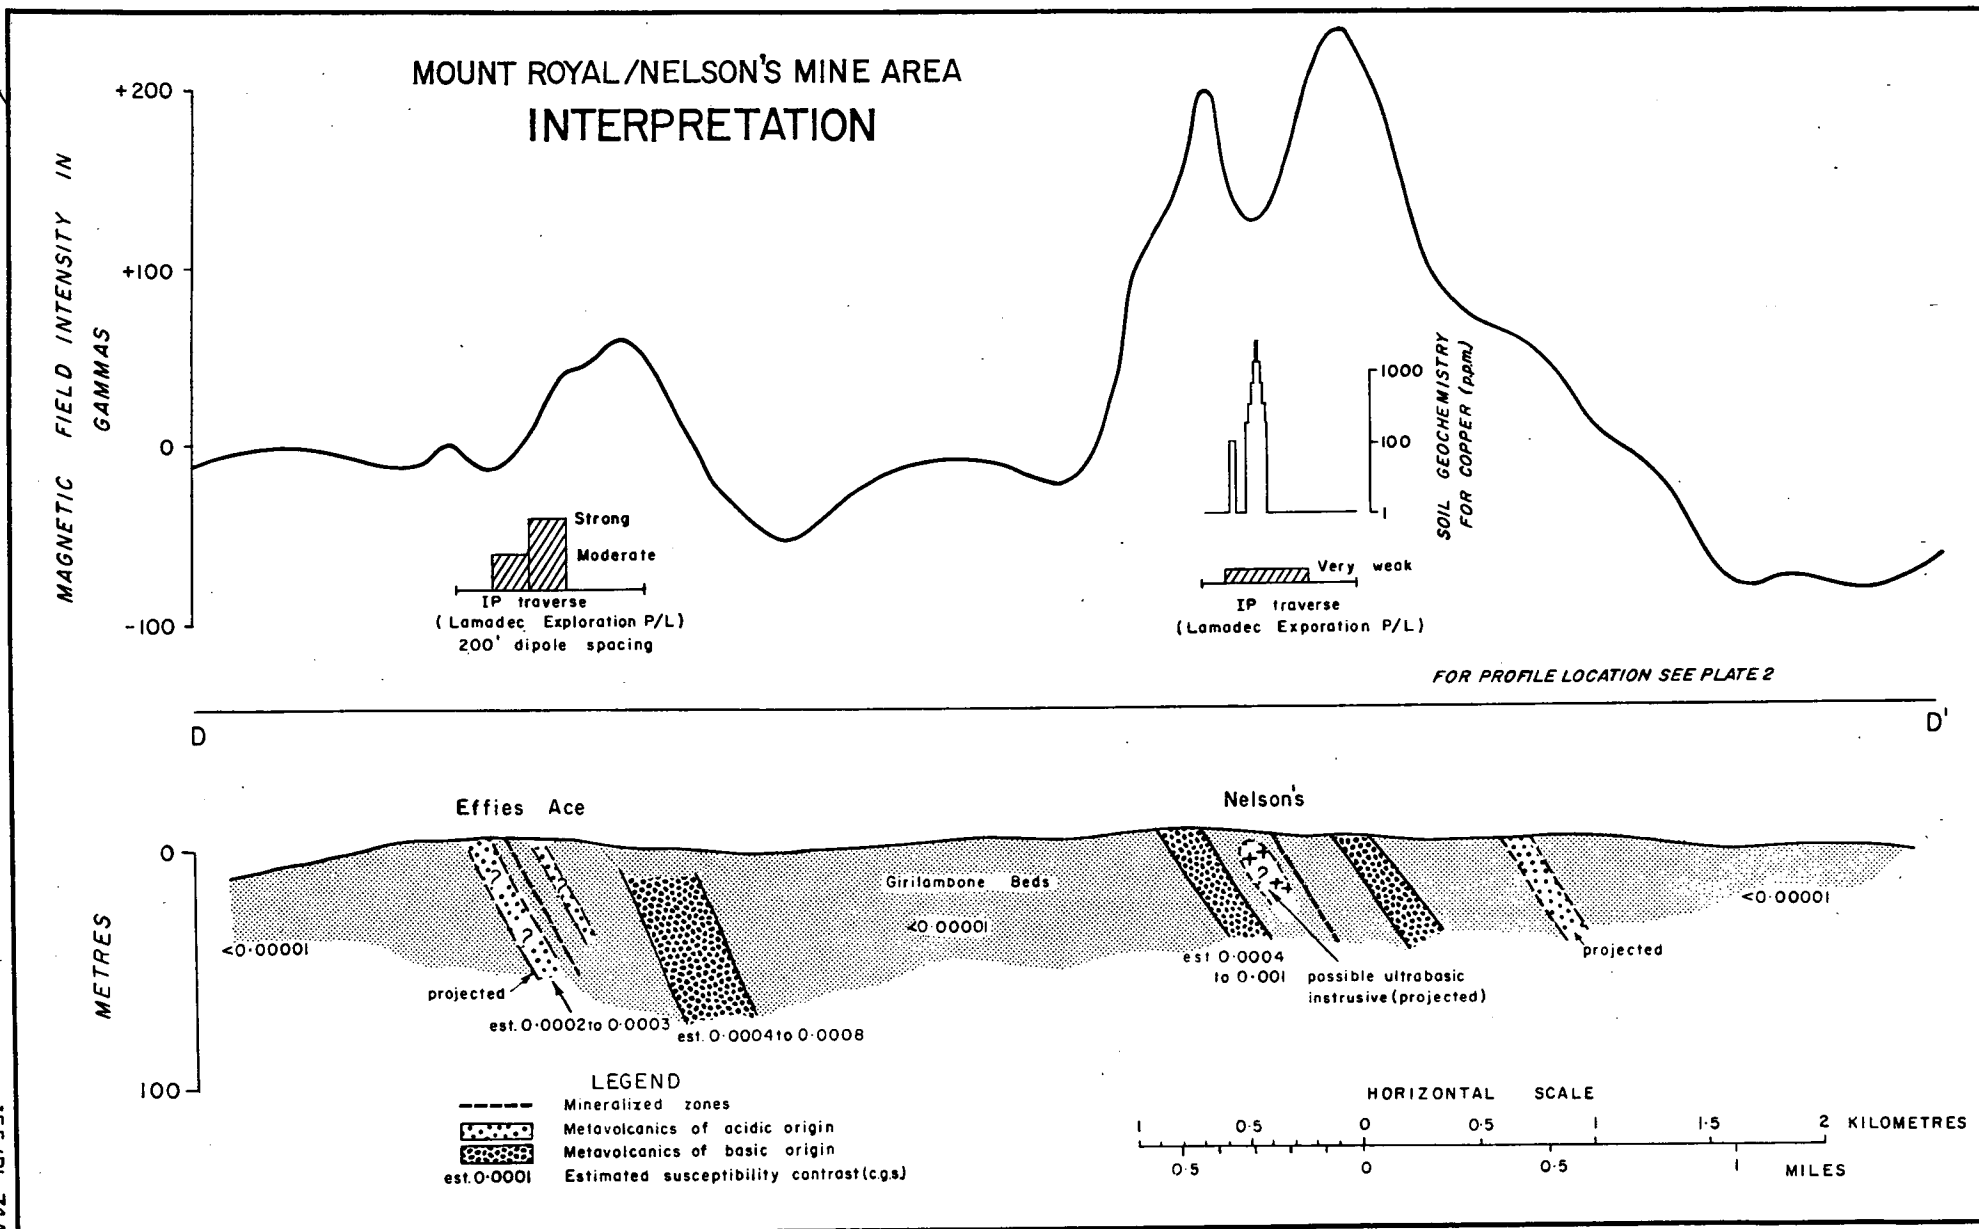 MOUNT ROYAL/NELSON'S MINE AREA
INTERPRETATION
MAGNETIC FIELD INTENSITY IN
GAMMAS
+200
+100
0
-100
Strong
Moderate
IP traverse
(Lamadec Exploration P/L)
200' dipole spacing
1000
100
1
SOIL GEOCHEMISTRY
FOR COPPER (p.p.m.)
Very weak
IP traverse
(Lamadec Exporation P/L)
FOR PROFILE LOCATION SEE PLATE 2
D
D'
Effies Ace
Nelson's
METRES
0
100
Girilambone Beds
<0·00001
<0·00001
<0·00001
?
?
?
projected
est. 0·0002 to 0·0003
est. 0·0004 to 0·0008
est 0·0004
to 0·001
possible ultrabasic
instrusive (projected)
projected
LEGEND
Mineralized zones
Metavolcanics of acidic origin
Metavolcanics of basic origin
est. 0·0001 Estimated susceptibility contrast (c.g.s)
HORIZONTAL SCALE
1 0·5 0 0·5 1 1·5 2 KILOMETRES
0·5 0 0·5 1 MILES